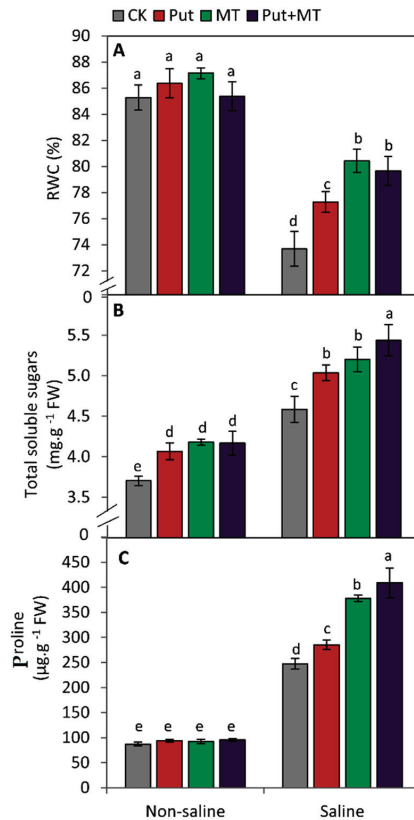 CK Put MT Put+MT
A
RWC (%)
90
88
86
84
82
80
78
76
74
72
0
a a a a
d c b b
B
Total soluble sugars
(mg.g-1 FW)
5.5
5.0
4.5
4.0
3.5
0
e d d d
c b b a
C
Proline
(µg.g-1 FW)
450
400
350
300
250
200
150
100
50
0
e e e e
d c b a
Non-saline Saline